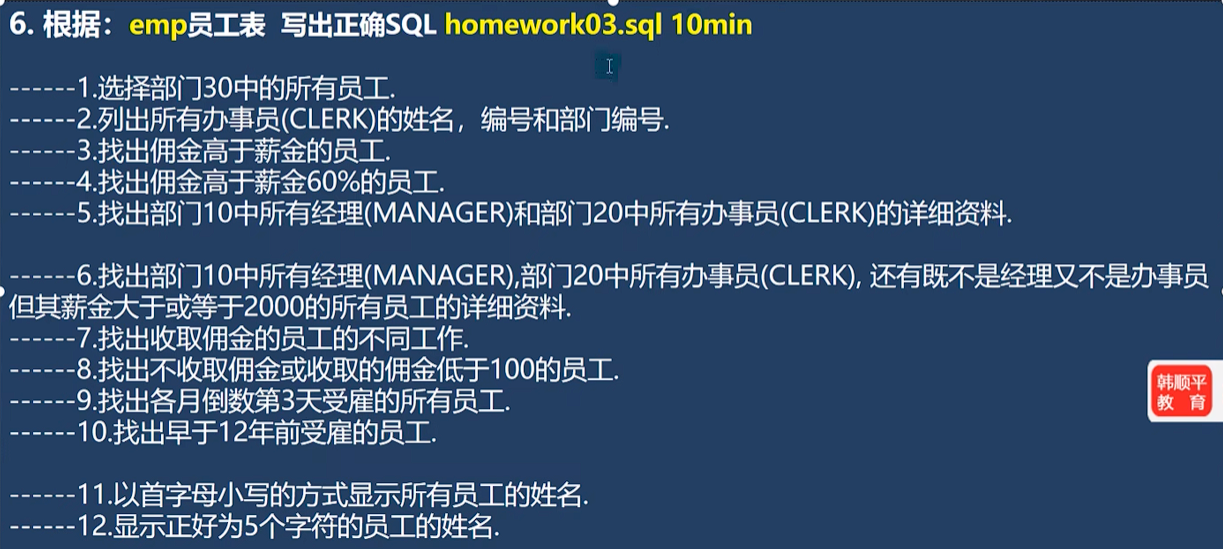 6. 根据：emp员工表 写出正确SQL homework03.sql 10min
------1.选择部门30中的所有员工.
------2.列出所有办事员(CLERK)的姓名，编号和部门编号.
------3.找出佣金高于薪金的员工.
------4.找出佣金高于薪金60%的员工.
------5.找出部门10中所有经理(MANAGER)和部门20中所有办事员(CLERK)的详细资料.
------6.找出部门10中所有经理(MANAGER),部门20中所有办事员(CLERK), 还有既不是经理又不是办事员
但其薪金大于或等于2000的所有员工的详细资料.
------7.找出收取佣金的员工的不同工作.
------8.找出不收取佣金或收取的佣金低于100的员工.
------9.找出各月倒数第3天受雇的所有员工.
------10.找出早于12年前受雇的员工.
------11.以首字母小写的方式显示所有员工的姓名.
------12.显示正好为5个字符的员工的姓名.
韩顺平
教 育